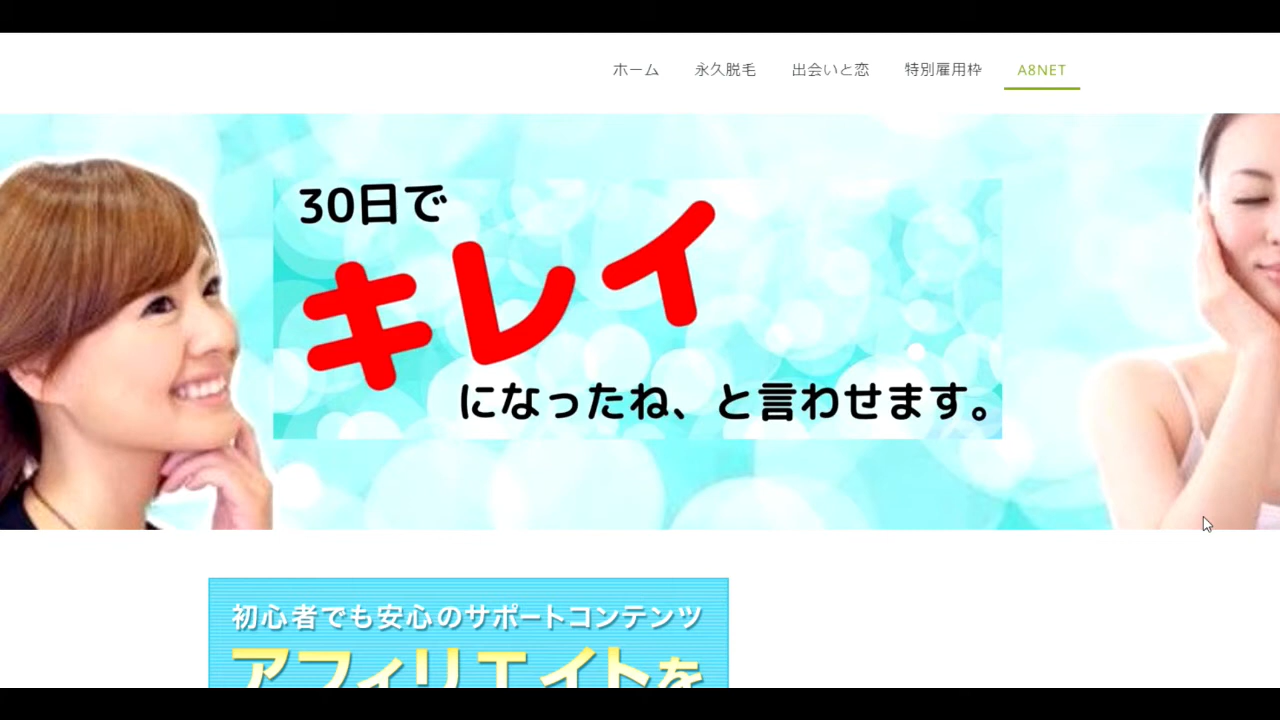 ホーム 永久脱毛 出会いと恋 特別雇用枠 A8NET
30日で
キレイ
になったね、と言わせます。
初心者でも安心のサポートコンテンツ
アフィリエイトを